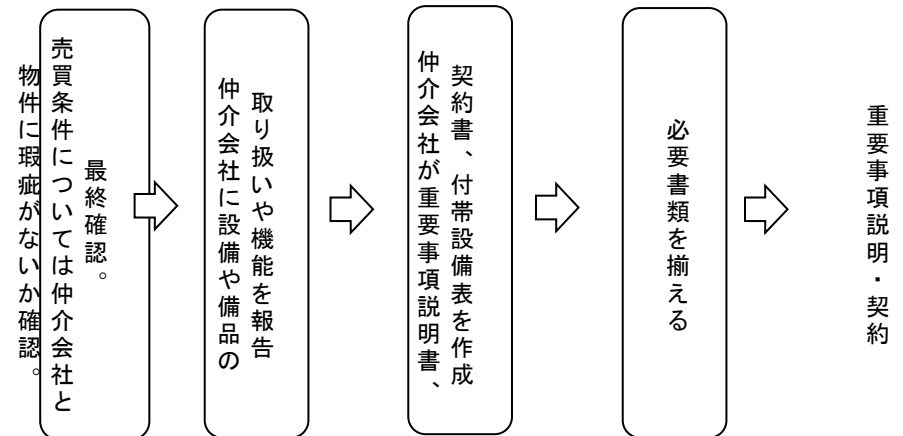 物件に瑕疵がないか確認。
売買条件については仲介会社と
最終確認。
仲介会社に設備や備品の
取り扱いや機能を報告
仲介会社が重要事項説明書、
契約書、付帯設備表を作成
必要書類を揃える
重要事項説明・契約